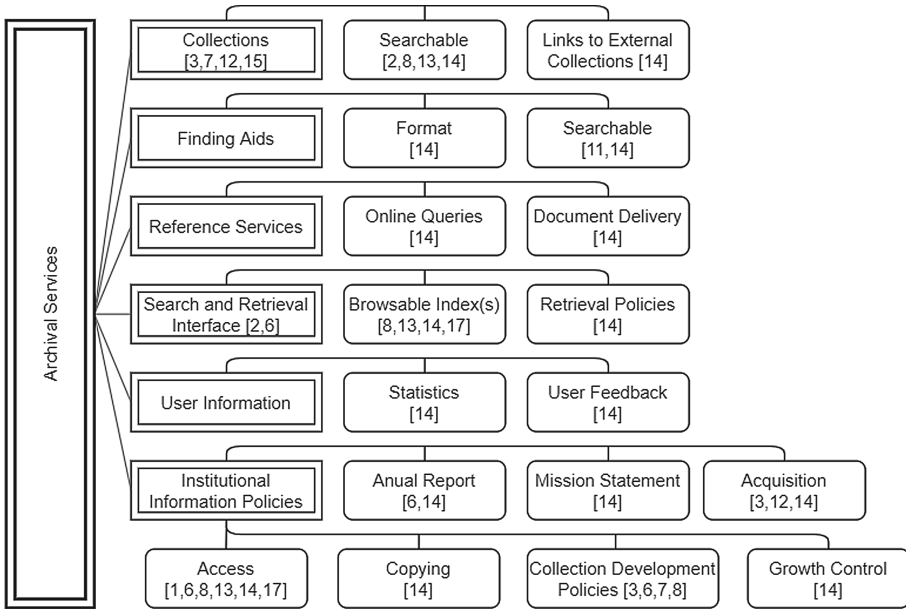 Archival Services
Collections
[3,7,12,15]
Searchable
[2,8,13,14]
Links to External
Collections [14]
Finding Aids
Format
[14]
Searchable
[11,14]
Reference Services
Online Queries
[14]
Document Delivery
[14]
Search and Retrieval
Interface [2,6]
Browsable Index(s)
[8,13,14,17]
Retrieval Policies
[14]
User Information
Statistics
[14]
User Feedback
[14]
Institutional
Information Policies
Anual Report
[6,14]
Mission Statement
[14]
Acquisition
[3,12,14]
Access
[1,6,8,13,14,17]
Copying
[14]
Collection Development
Policies [3,6,7,8]
Growth Control
[14]